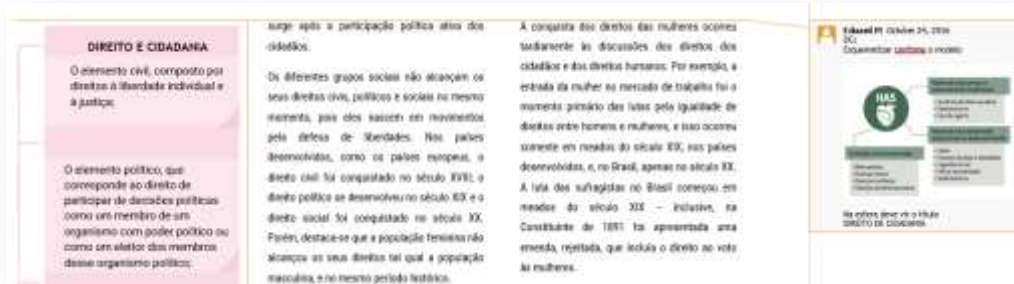 DIREITO E CIDADANIA
O elemento civil, composto por
direitos à liberdade individual e
à justiça;
O elemento político, que
corresponde ao direito de
participar de decisões políticas
como um membro de um
organismo com poder político ou
como um eleitor dos membros
desse organismo político;
surge após a participação política ativa dos
cidadãos.
Os diferentes grupos sociais não alcançam os
seus direitos civis, políticos e sociais no mesmo
momento, pois eles nascem em movimentos
pela defesa de liberdades. Nos países
desenvolvidos, como os países europeus, o
direito civil foi conquistado no século XVIII; o
direito político se desenvolveu no século XIX e o
direito social foi conquistado no século XX.
Porém, destaca-se que a população feminina não
alcançou os seus direitos tal qual a população
masculina, e no mesmo período histórico.
A conquista dos direitos das mulheres ocorreu
tardiamente às discussões dos direitos dos
cidadãos e dos direitos humanos. Por exemplo, a
entrada da mulher no mercado de trabalho foi o
momento primário das lutas pela igualdade de
direitos entre homens e mulheres, e isso ocorreu
somente em meados do século XIX, nos países
desenvolvidos, e, no Brasil, apenas no século XX.
A luta das sufragistas no Brasil começou em
meados do século XIX – inclusive, na
Constituinte de 1891 foi apresentada uma
emenda, rejeitada, que incluía o direito ao voto
às mulheres.
October 24, 2016
DG:
Esquematizar conforme o modelo
HAS
Na esfera deve vir o título
DIREITO DE CIDADANIA